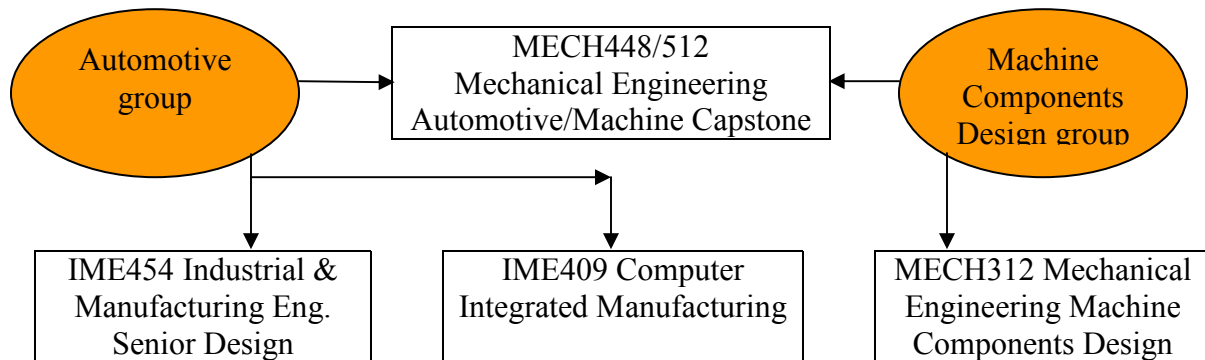 Automotive
group
MECH448/512
Mechanical Engineering
Automotive/Machine Capstone
Machine
Components
Design group
IME454 Industrial &
Manufacturing Eng.
Senior Design
IME409 Computer
Integrated Manufacturing
MECH312 Mechanical
Engineering Machine
Components Design